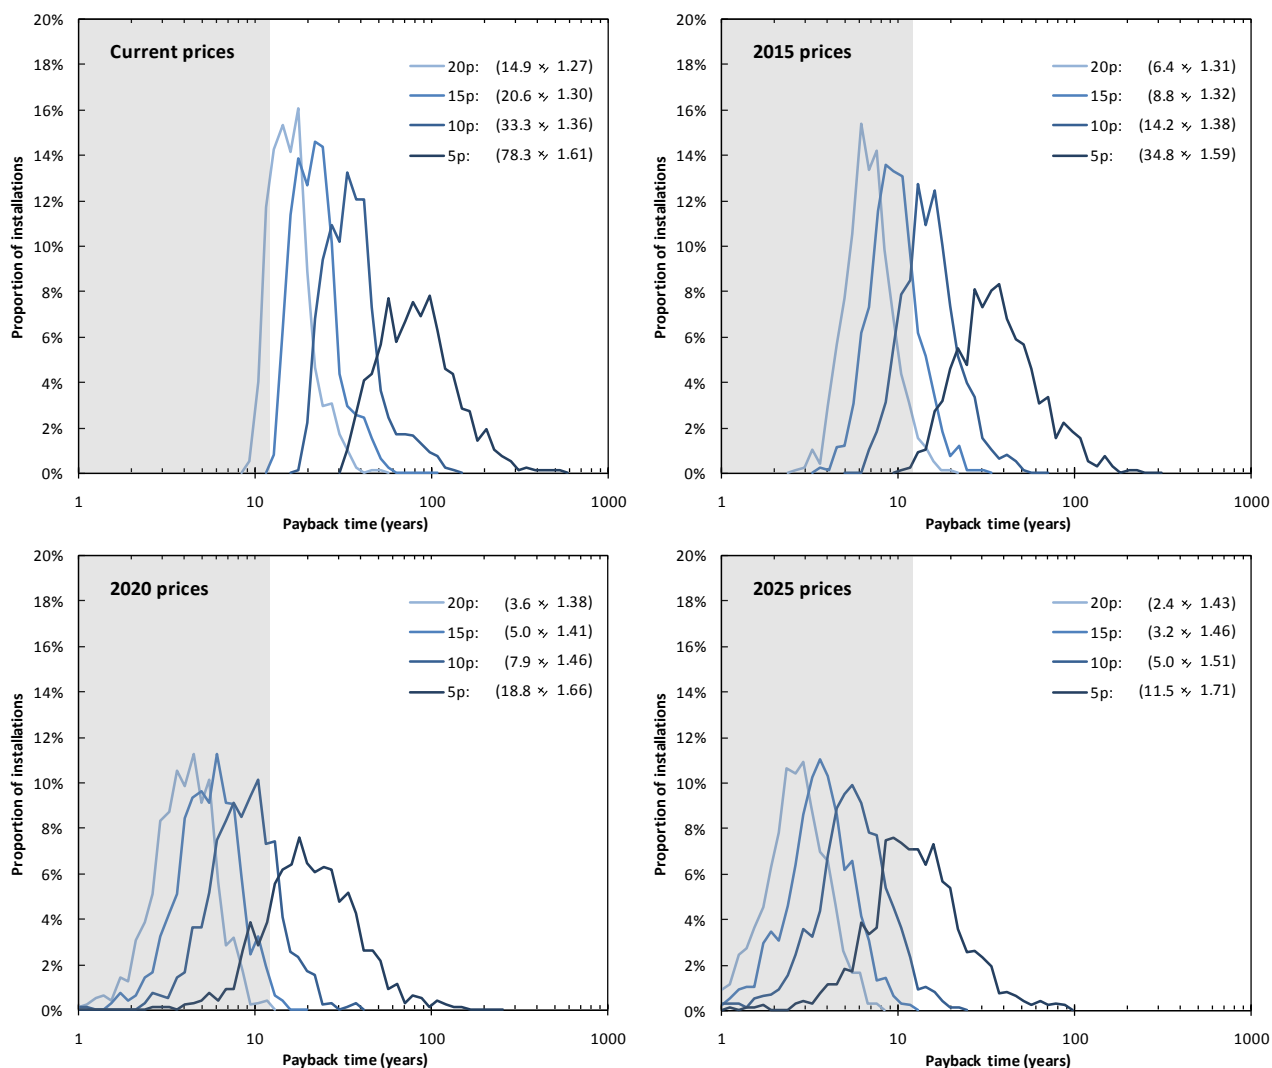 Current prices
20p: (14.9 ×⁄ 1.27)
15p: (20.6 ×⁄ 1.30)
10p: (33.3 ×⁄ 1.36)
5p: (78.3 ×⁄ 1.61)
Proportion of installations
20%
18%
16%
14%
12%
10%
8%
6%
4%
2%
0%
1 10 100 1000
Payback time (years)
2015 prices
20p: (6.4 ×⁄ 1.31)
15p: (8.8 ×⁄ 1.32)
10p: (14.2 ×⁄ 1.38)
5p: (34.8 ×⁄ 1.59)
Proportion of installations
20%
18%
16%
14%
12%
10%
8%
6%
4%
2%
0%
1 10 100 1000
Payback time (years)
2020 prices
20p: (3.6 ×⁄ 1.38)
15p: (5.0 ×⁄ 1.41)
10p: (7.9 ×⁄ 1.46)
5p: (18.8 ×⁄ 1.66)
Proportion of installations
20%
18%
16%
14%
12%
10%
8%
6%
4%
2%
0%
1 10 100 1000
Payback time (years)
2025 prices
20p: (2.4 ×⁄ 1.43)
15p: (3.2 ×⁄ 1.46)
10p: (5.0 ×⁄ 1.51)
5p: (11.5 ×⁄ 1.71)
Proportion of installations
20%
18%
16%
14%
12%
10%
8%
6%
4%
2%
0%
1 10 100 1000
Payback time (years)